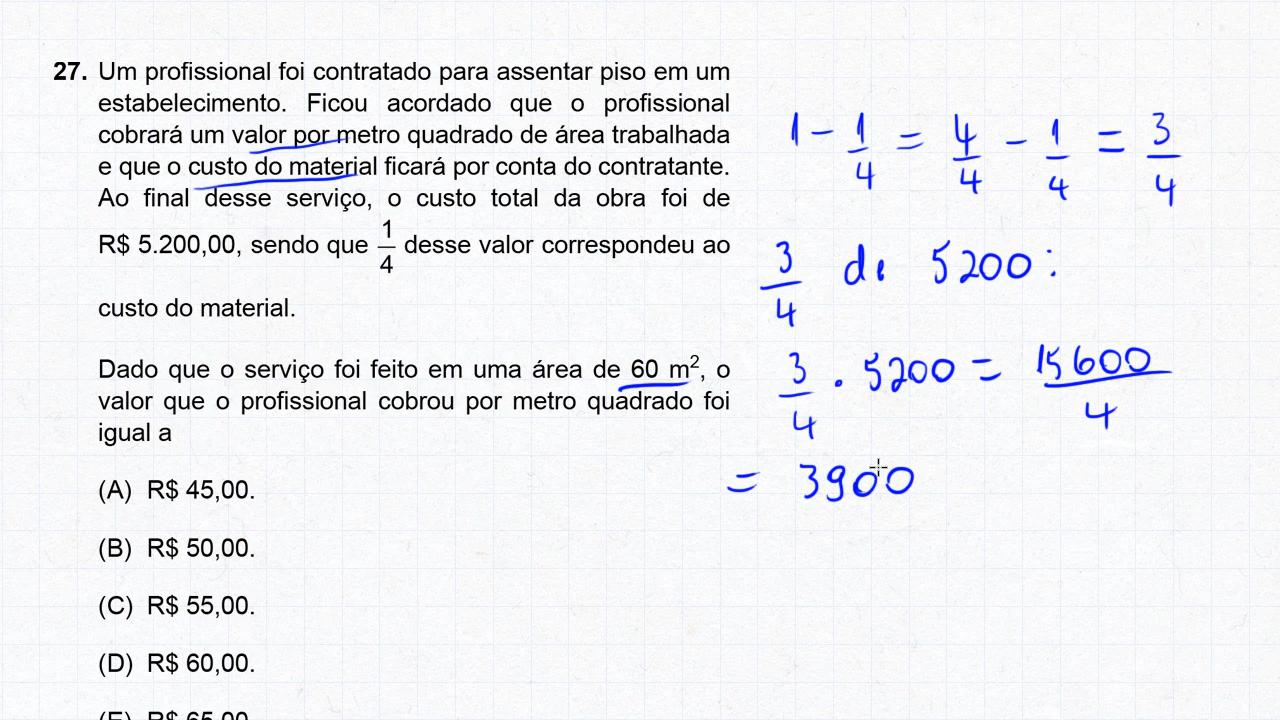 27. Um profissional foi contratado para assentar piso em um
estabelecimento. Ficou acordado que o profissional
cobrará um valor por metro quadrado de área trabalhada
e que o custo do material ficará por conta do contratante.
Ao final desse serviço, o custo total da obra foi de
R$ 5.200,00, sendo que 1/4 desse valor correspondeu ao
custo do material.
Dado que o serviço foi feito em uma área de 60 m², o
valor que o profissional cobrou por metro quadrado foi
igual a
(A) R$ 45,00.
(B) R$ 50,00.
(C) R$ 55,00.
(D) R$ 60,00.
(E) R$ 65,00
1 - 1/4 = 4/4 - 1/4 = 3/4
3/4 de 5200:
3/4 . 5200 = 15600/4
= 3900